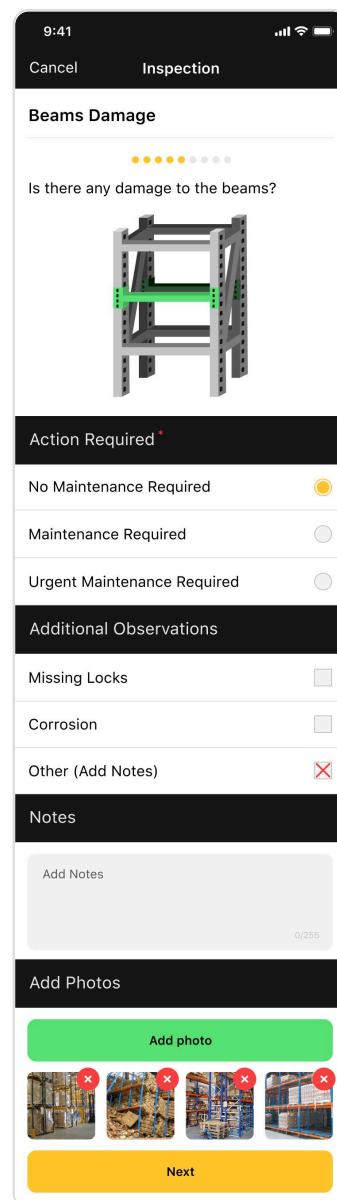 9:41
Cancel Inspection
Beams Damage
Is there any damage to the beams?
Action Required *
No Maintenance Required
Maintenance Required
Urgent Maintenance Required
Additional Observations
Missing Locks
Corrosion
Other (Add Notes)
Notes
Add Notes
0/255
Add Photos
Add photo
Next